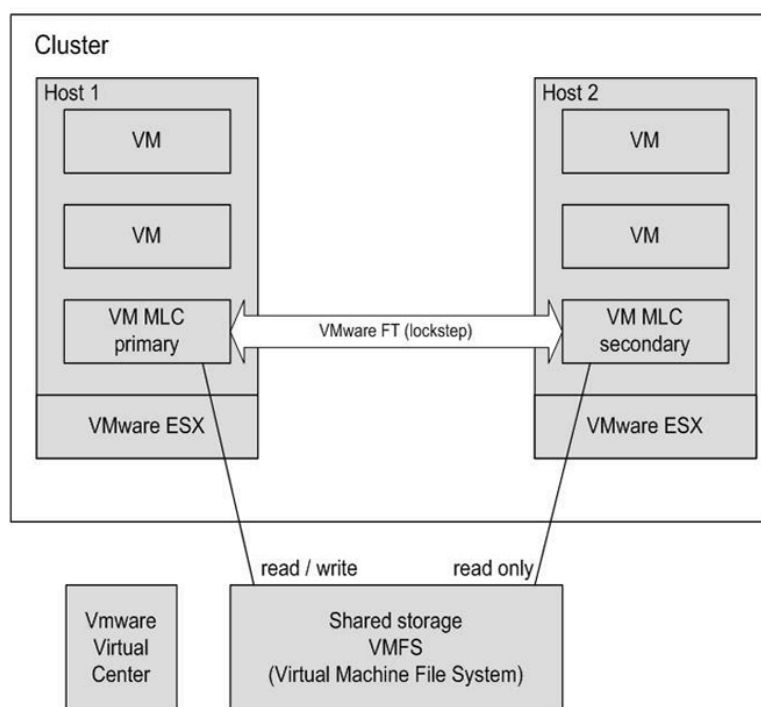 Cluster
Host 1
VM
VM
VM MLC
primary
VMware ESX
VMware FT (lockstep)
Host 2
VM
VM
VM MLC
secondary
VMware ESX
read / write
read only
Vmware
Virtual
Center
Shared storage
VMFS
(Virtual Machine File System)